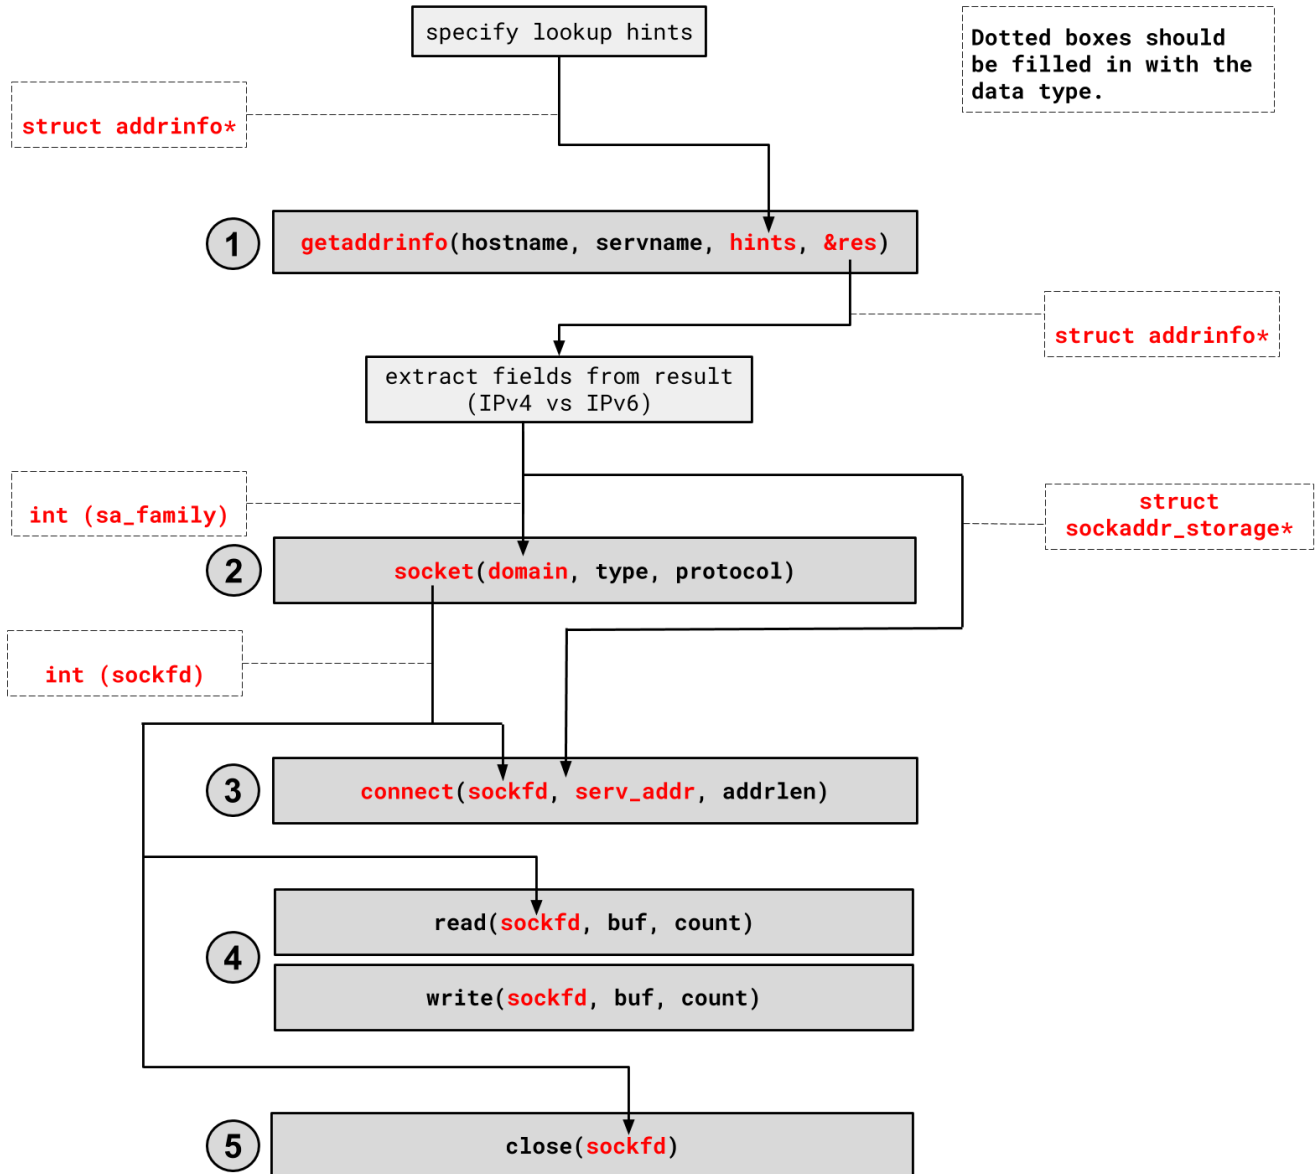 specify lookup hints
Dotted boxes should
be filled in with the
data type.
struct addrinfo*
1
getaddrinfo(hostname, servname, hints, &res)
struct addrinfo*
extract fields from result
(IPv4 vs IPv6)
int (sa_family)
struct
sockaddr_storage*
2
socket(domain, type, protocol)
int (sockfd)
3
connect(sockfd, serv_addr, addrlen)
4
read(sockfd, buf, count)
write(sockfd, buf, count)
5
close(sockfd)